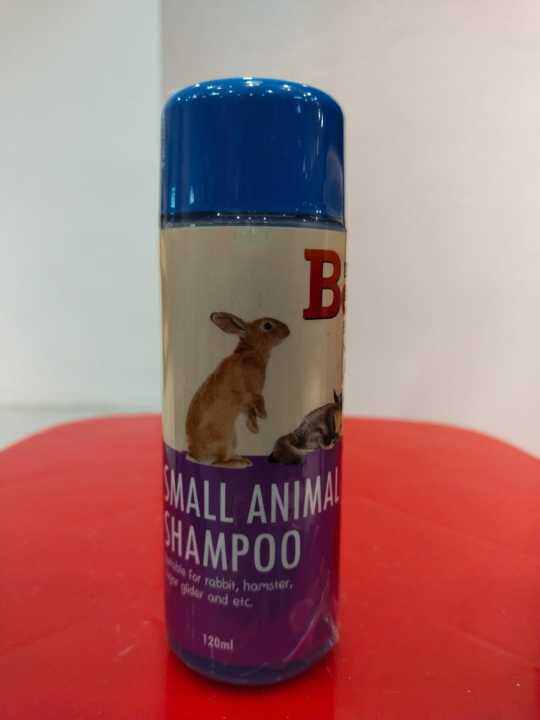 SMALL ANIMAL
SHAMPOO
for rabbit, hamster,
glider and etc.
120ml